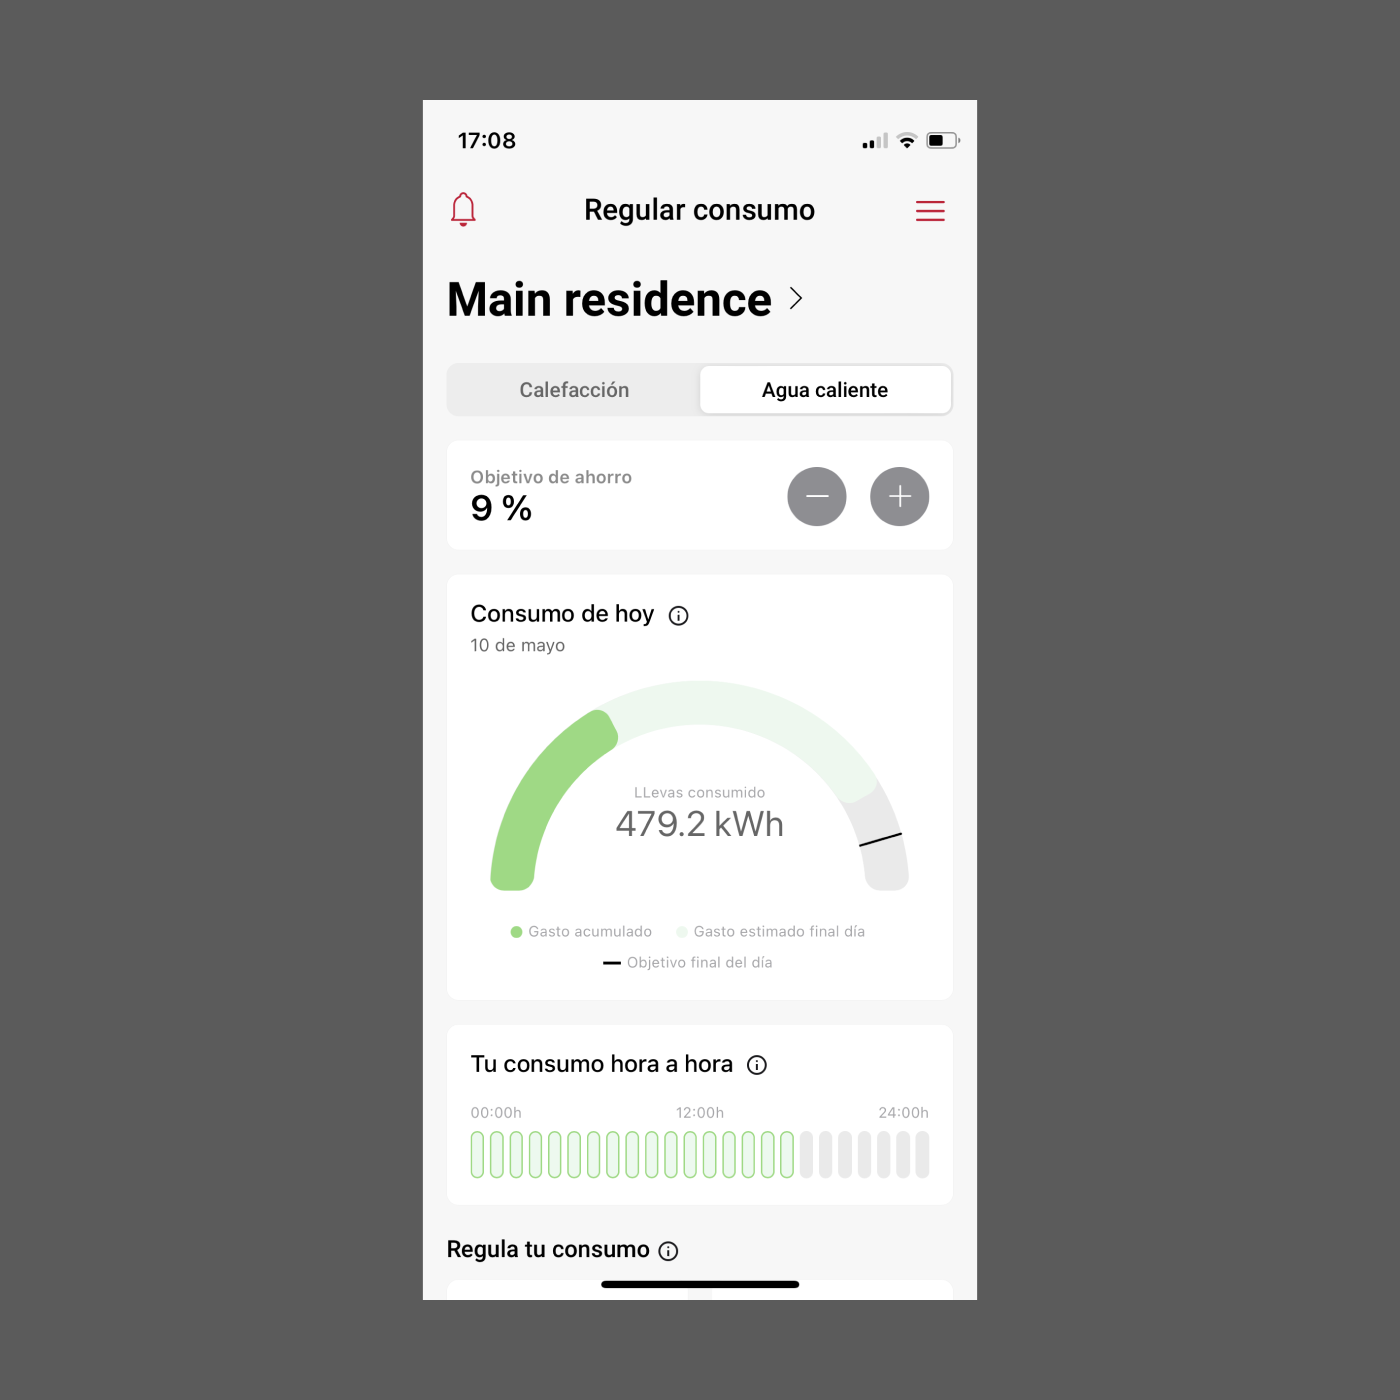 17:08
Regular consumo
Main residence
Calefacción
Agua caliente
Objetivo de ahorro
9 %
Consumo de hoy
10 de mayo
LLevas consumido
479.2 kWh
Gasto acumulado
Gasto estimado final día
Objetivo final del día
Tu consumo hora a hora
00:00h
12:00h
24:00h
Regula tu consumo